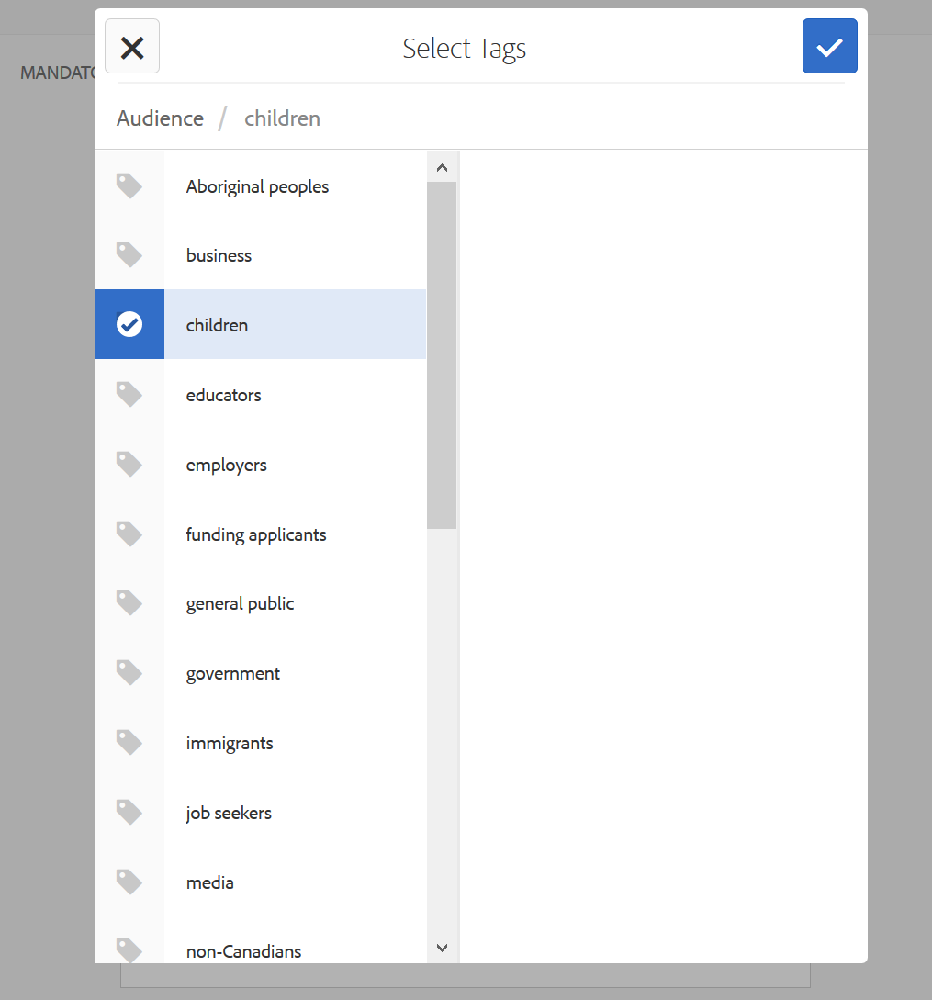 Select Tags
MANDATO
Audience / children
Aboriginal peoples
business
children
educators
employers
funding applicants
general public
government
immigrants
job seekers
media
non-Canadians